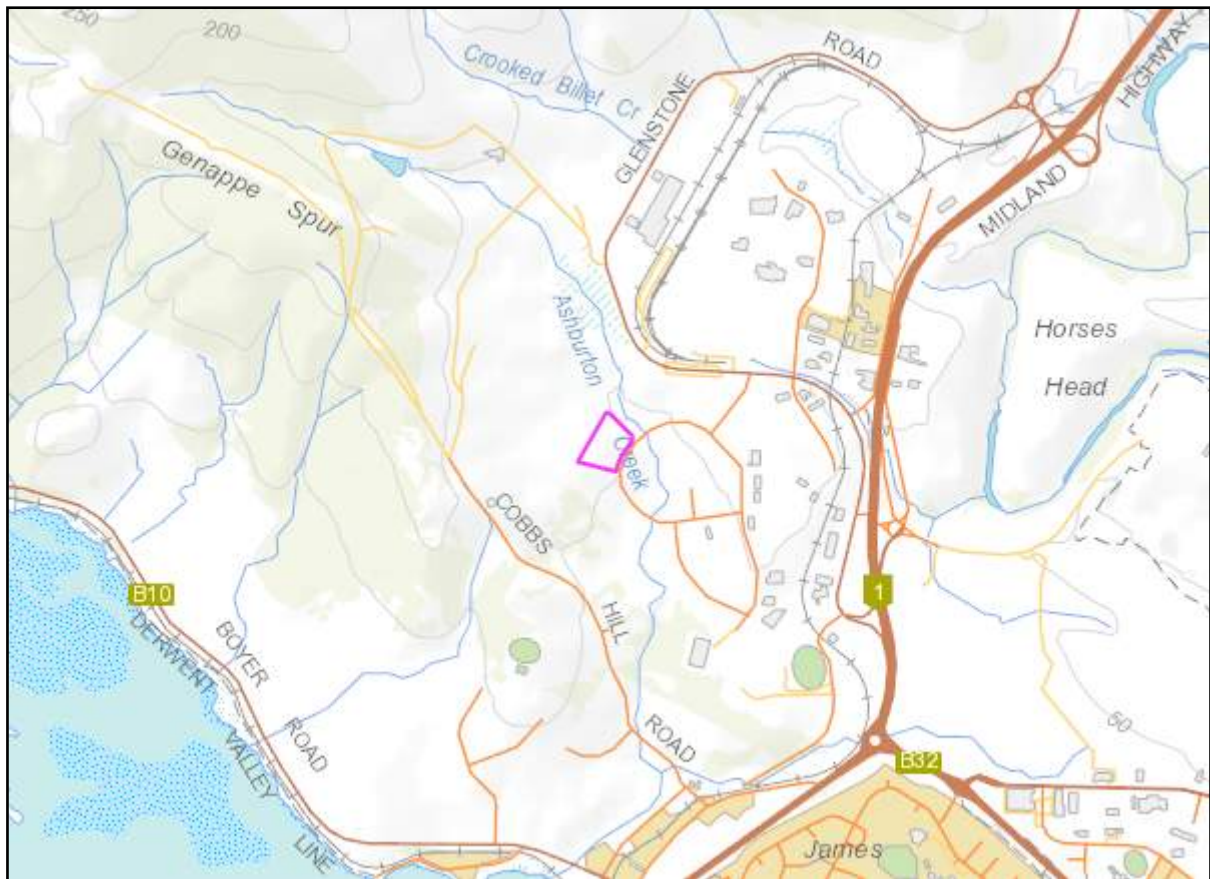 250
200
Crooked Billet Cr
ROAD
GLENSTONE
HIGHWAY
MIDLAND
Genappe Spur
Ashburton
Creek
Horses
Head
COBBS
HILL
ROAD
B10
BOYER
ROAD
DERWENT
VALLEY
LINE
1
B32
50
James